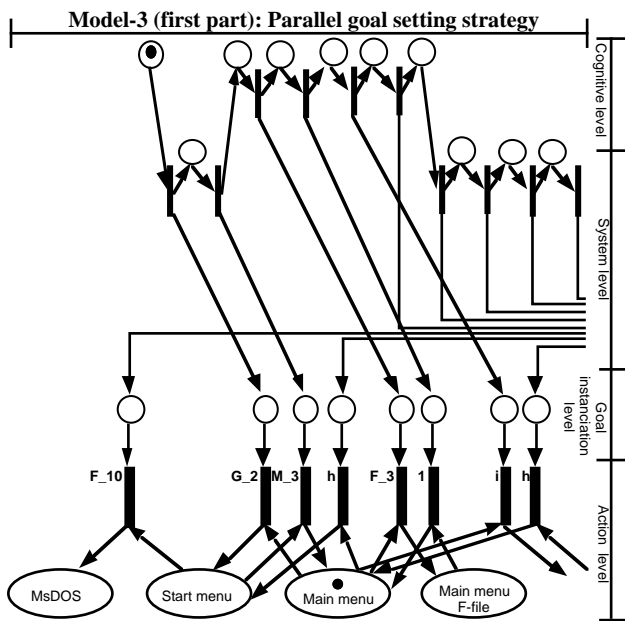 Model-3 (first part): Parallel goal setting strategy
Cognitive level
System level
Goal
instanciation
level
Action level
F_10
G_2
M_3
h
F_3
1
i
h
MsDOS
Start menu
Main menu
Main menu
F-file